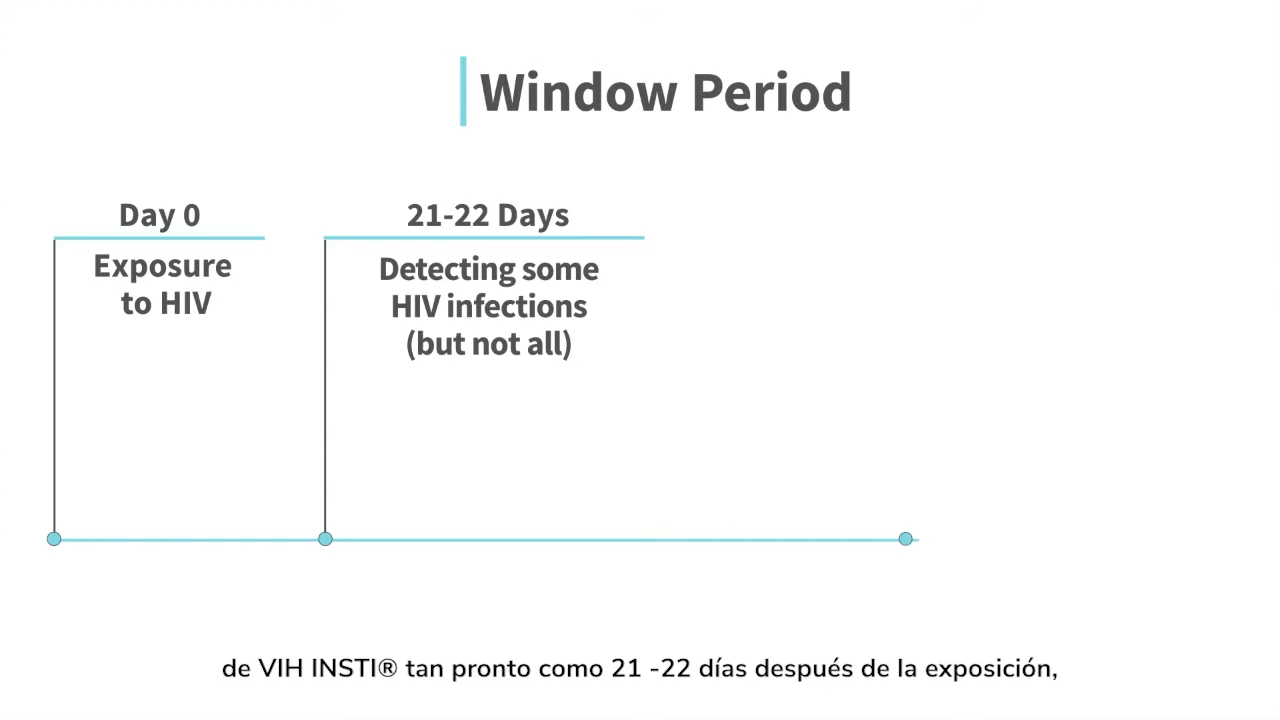 Window Period
Day 0
Exposure
to HIV
21-22 Days
Detecting some
HIV infections
(but not all)
de VIH INSTI® tan pronto como 21 -22 días después de la exposición,